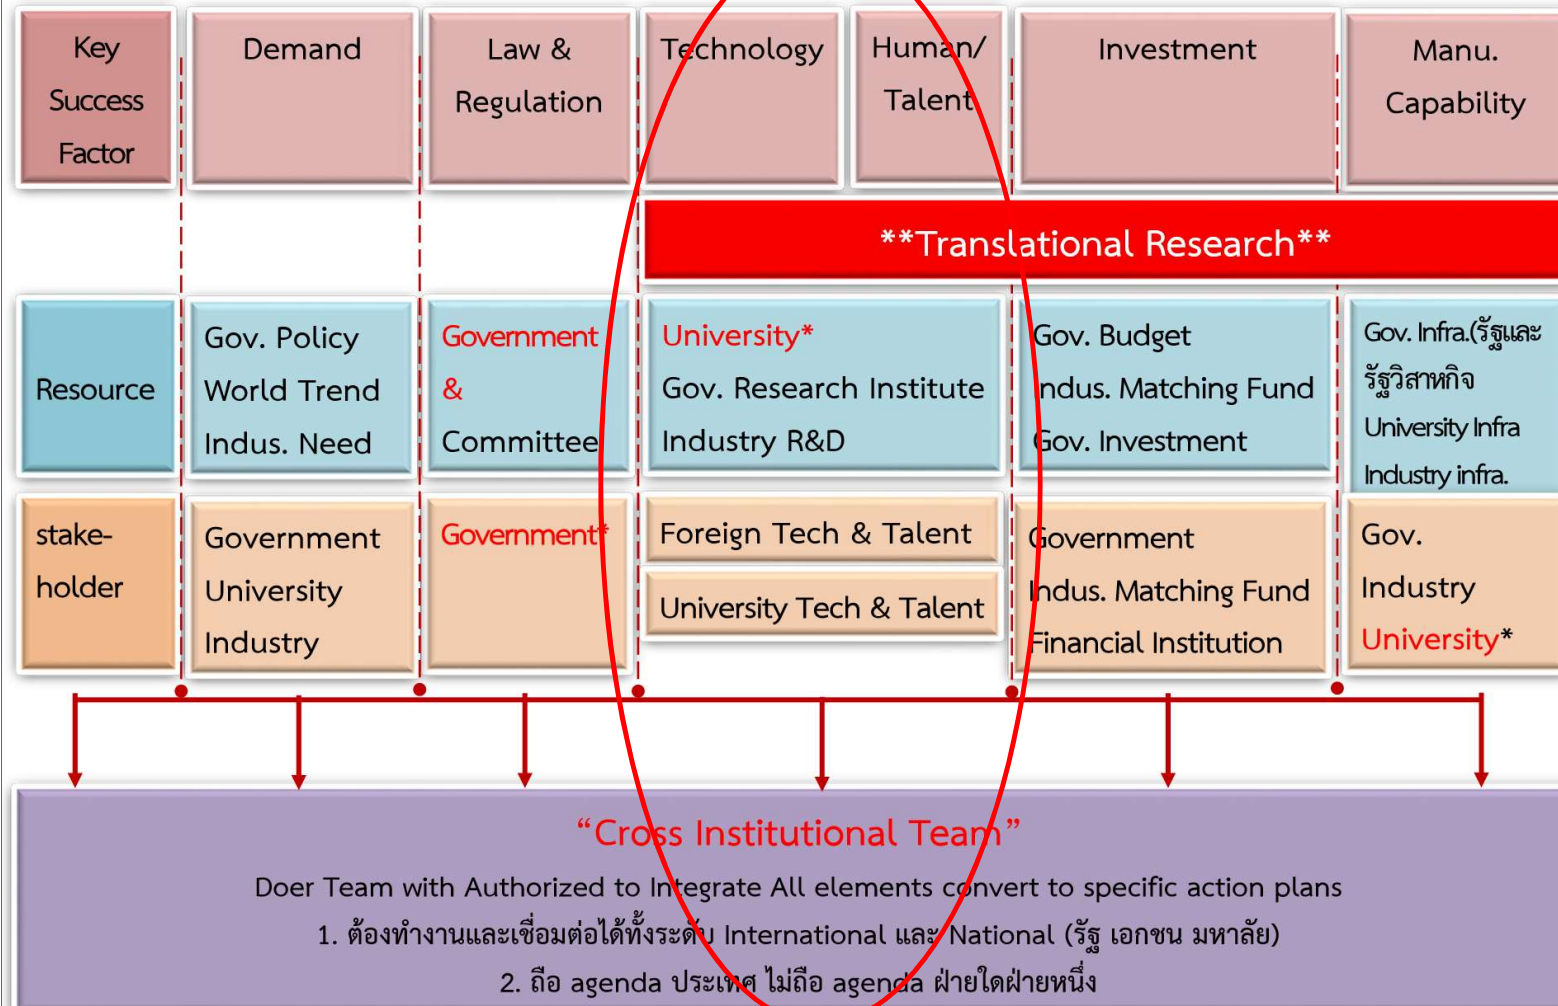 Key
Success
Factor
Demand
Law &
Regulation
Technology
Human/
Talent
Investment
Manu.
Capability
**Translational Research**
Resource
Gov. Policy
World Trend
Indus. Need
Government
&
Committee
University*
Gov. Research Institute
Industry R&D
Gov. Budget
Indus. Matching Fund
Gov. Investment
Gov. Infra.(รัฐและ
รัฐวิสาหกิจ
University Infra
Industry infra.
stake-
holder
Government
University
Industry
Government*
Foreign Tech & Talent
University Tech & Talent
Government
Indus. Matching Fund
Financial Institution
Gov.
Industry
University*
“Cross Institutional Team”
Doer Team with Authorized to Integrate All elements convert to specific action plans
1. ต้องทำงานและเชื่อมต่อได้ทั้งระดับ International และ National (รัฐ เอกชน มหาลัย)
2. ถือ agenda ประเทศ ไม่ถือ agenda ฝ่ายใดฝ่ายหนึ่ง